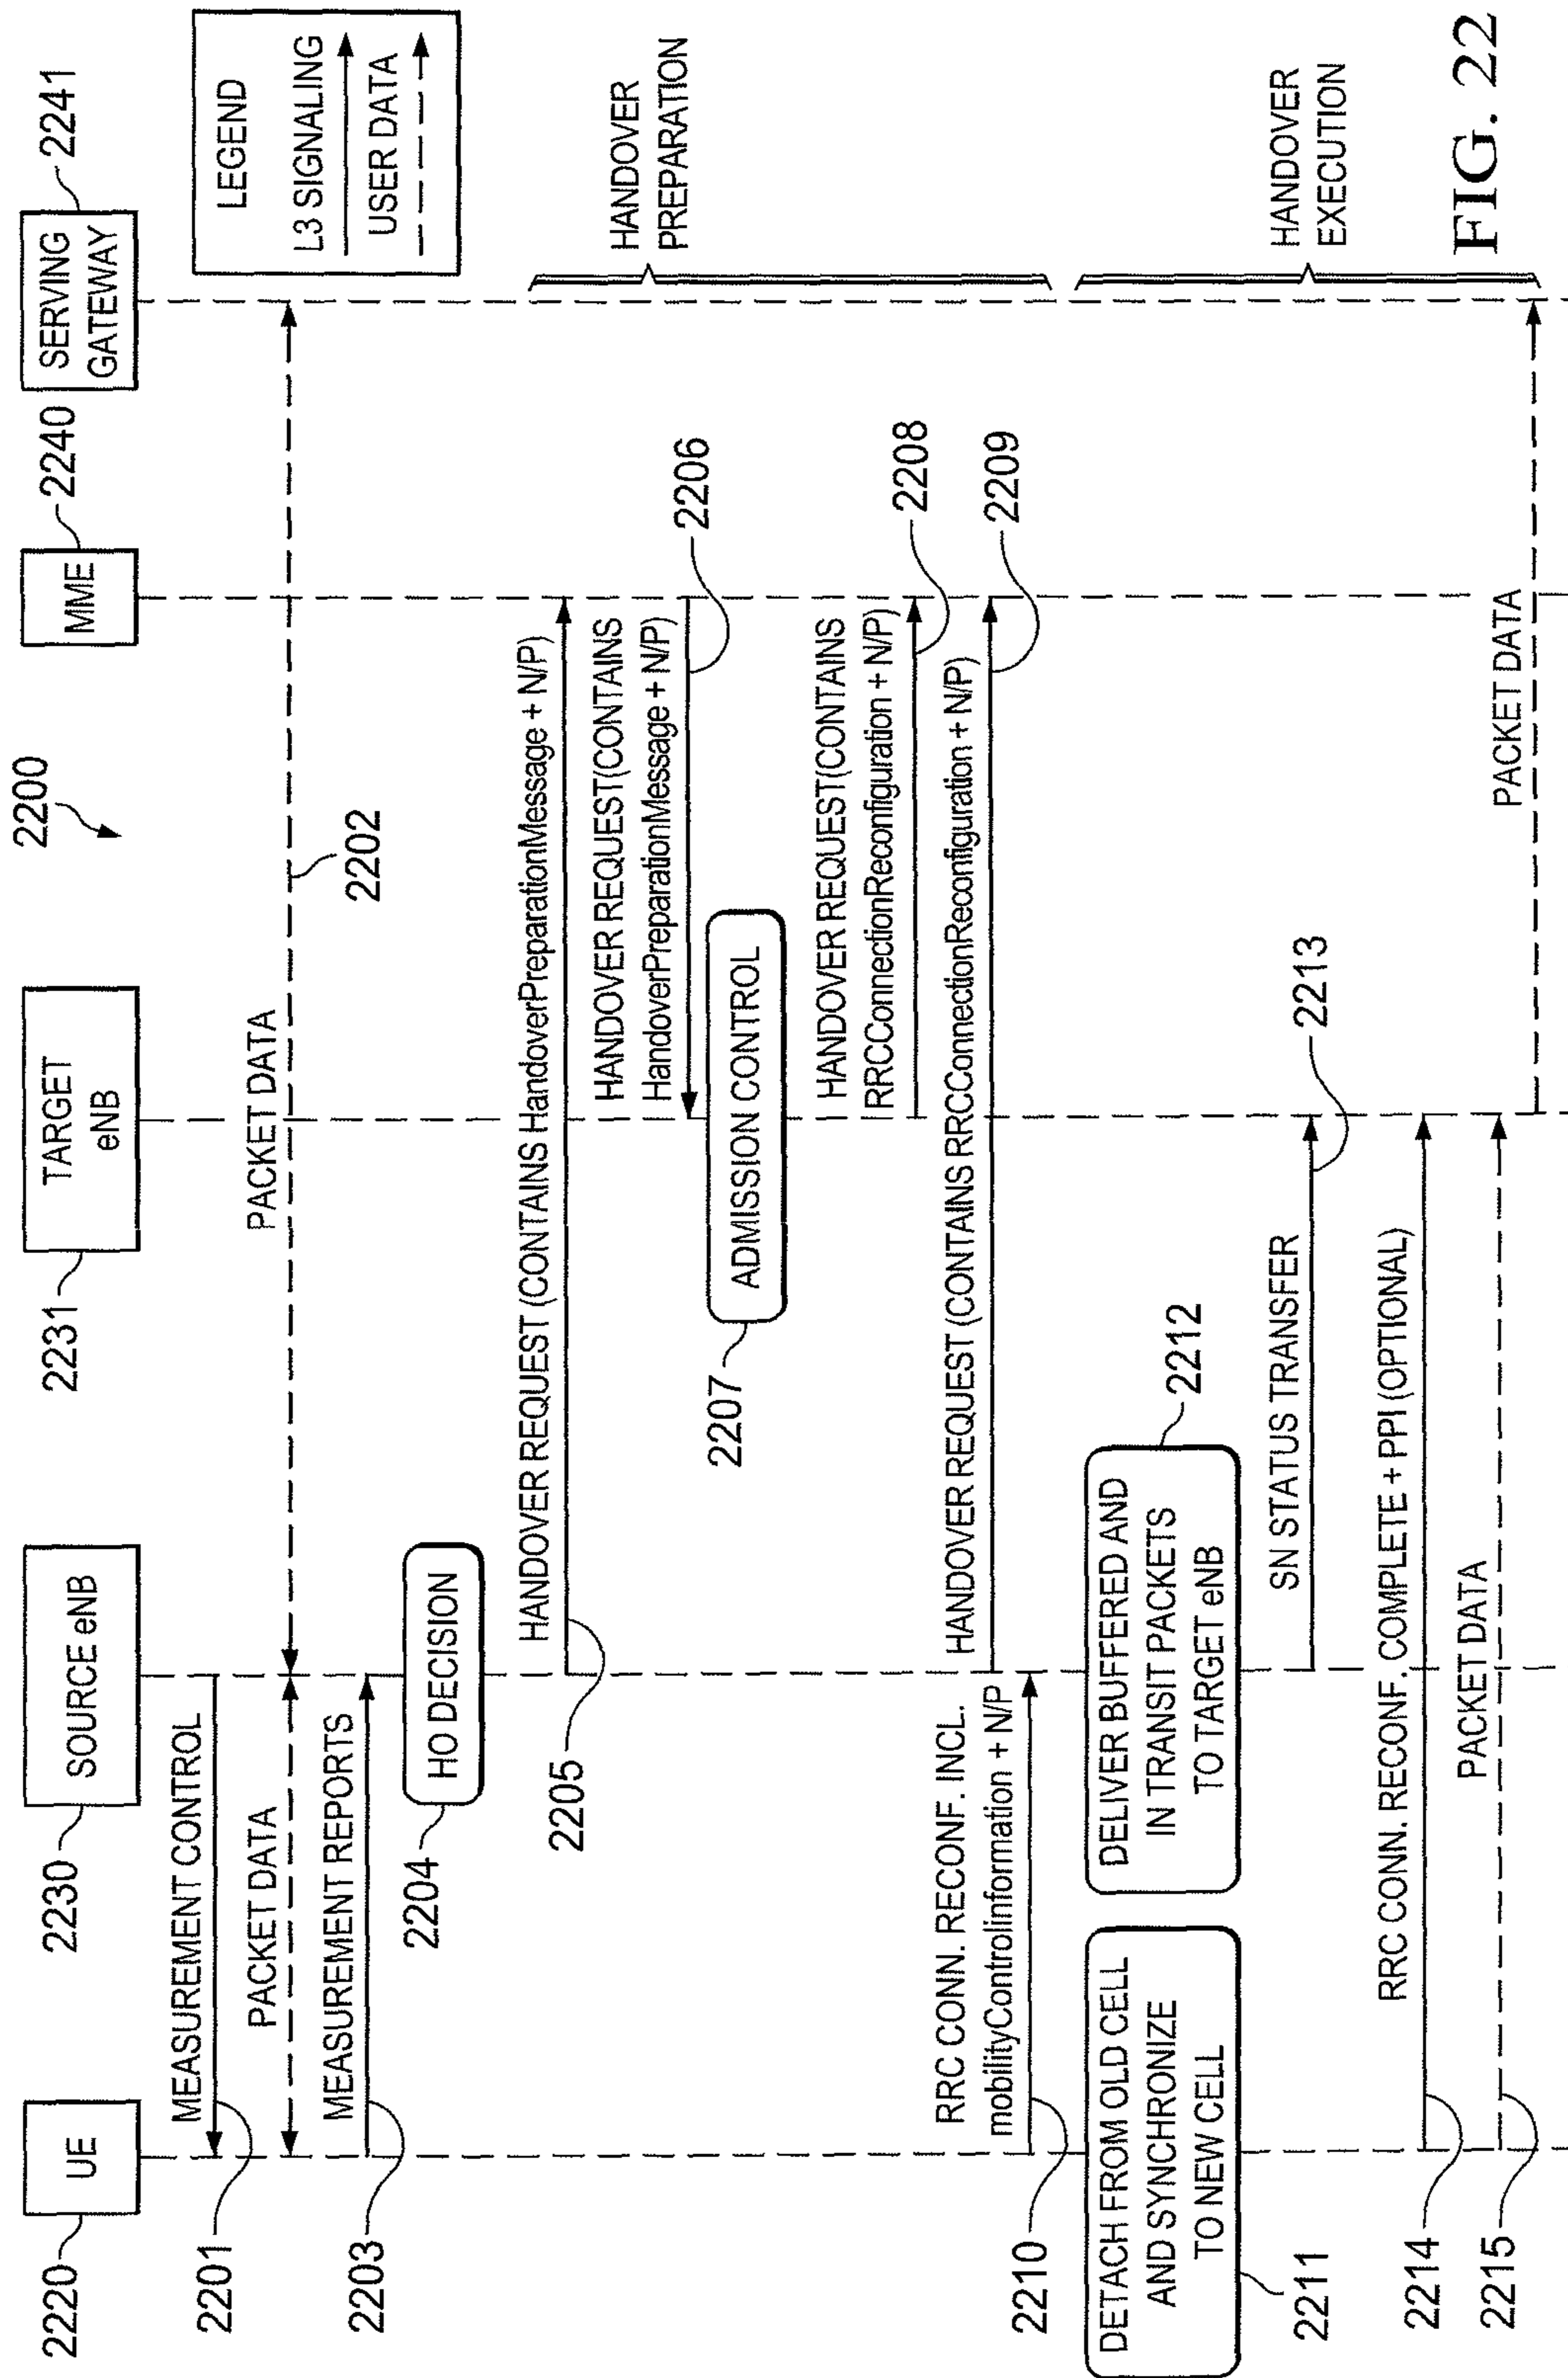 2200
2220
UE
2230
SOURCE eNB
2231
TARGET
eNB
2240
MME
2241
SERVING
GATEWAY
LEGEND
L3 SIGNALING
USER DATA
MEASUREMENT CONTROL
2201
PACKET DATA
PACKET DATA
2202
MEASUREMENT REPORTS
2203
HO DECISION
2204
HANDOVER REQUEST (CONTAINS HandoverPreparationMessage + N/P)
2205
HANDOVER REQUEST(CONTAINS
HandoverPreparationMessage + N/P)
2206
ADMISSION CONTROL
2207
HANDOVER REQUEST(CONTAINS
RRCConnectionReconfiguration + N/P)
2208
HANDOVER REQUEST (CONTAINS RRCConnectionReconfiguration + N/P)
2209
RRC CONN. RECONF. INCL.
mobilityControlinformation + N/P
2210
HANDOVER
PREPARATION
DETACH FROM OLD CELL
AND SYNCHRONIZE
TO NEW CELL
2211
DELIVER BUFFERED AND
IN TRANSIT PACKETS
TO TARGET eNB
2212
SN STATUS TRANSFER
2213
RRC CONN. RECONF. COMPLETE + PPI (OPTIONAL)
2214
PACKET DATA
2215
PACKET DATA
HANDOVER
EXECUTION
FIG. 22